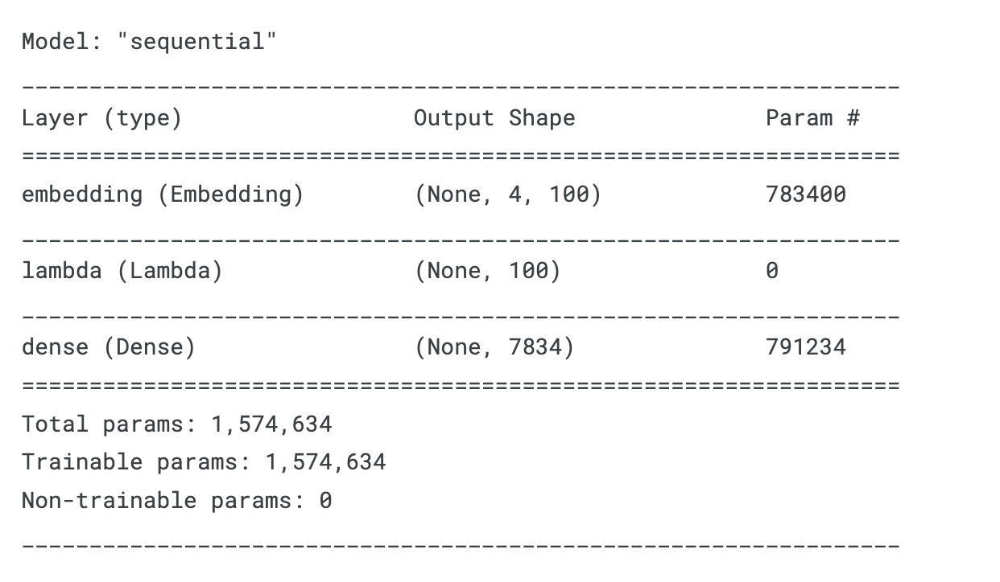 Model: "sequential"
_________________________________________________________________
Layer (type)                 Output Shape              Param #
=================================================================
embedding (Embedding)        (None, 4, 100)            783400
_________________________________________________________________
lambda (Lambda)              (None, 100)               0
_________________________________________________________________
dense (Dense)                (None, 7834)              791234
=================================================================
Total params: 1,574,634
Trainable params: 1,574,634
Non-trainable params: 0
_________________________________________________________________